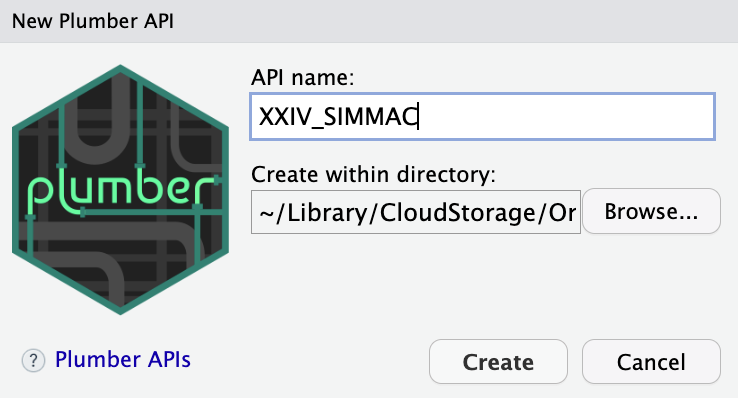 New Plumber API
API name:
XXIV_SIMMAC
Create within directory:
~/Library/CloudStorage/Or
Browse...
plumber
? Plumber APIs
Create
Cancel